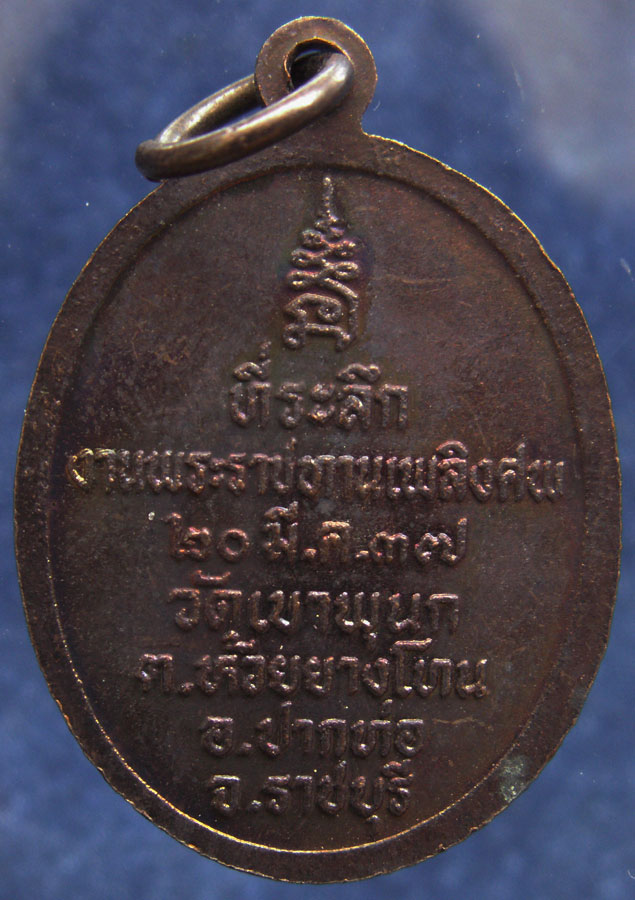 ที่ระลึก
งานพระราชทานเพลิงศพ
๒๐ มี.ค.๓๗
วัดเขาพุนก
ต.ห้วยยางโทน
อ.ปากท่อ
จ.ราชบุรี